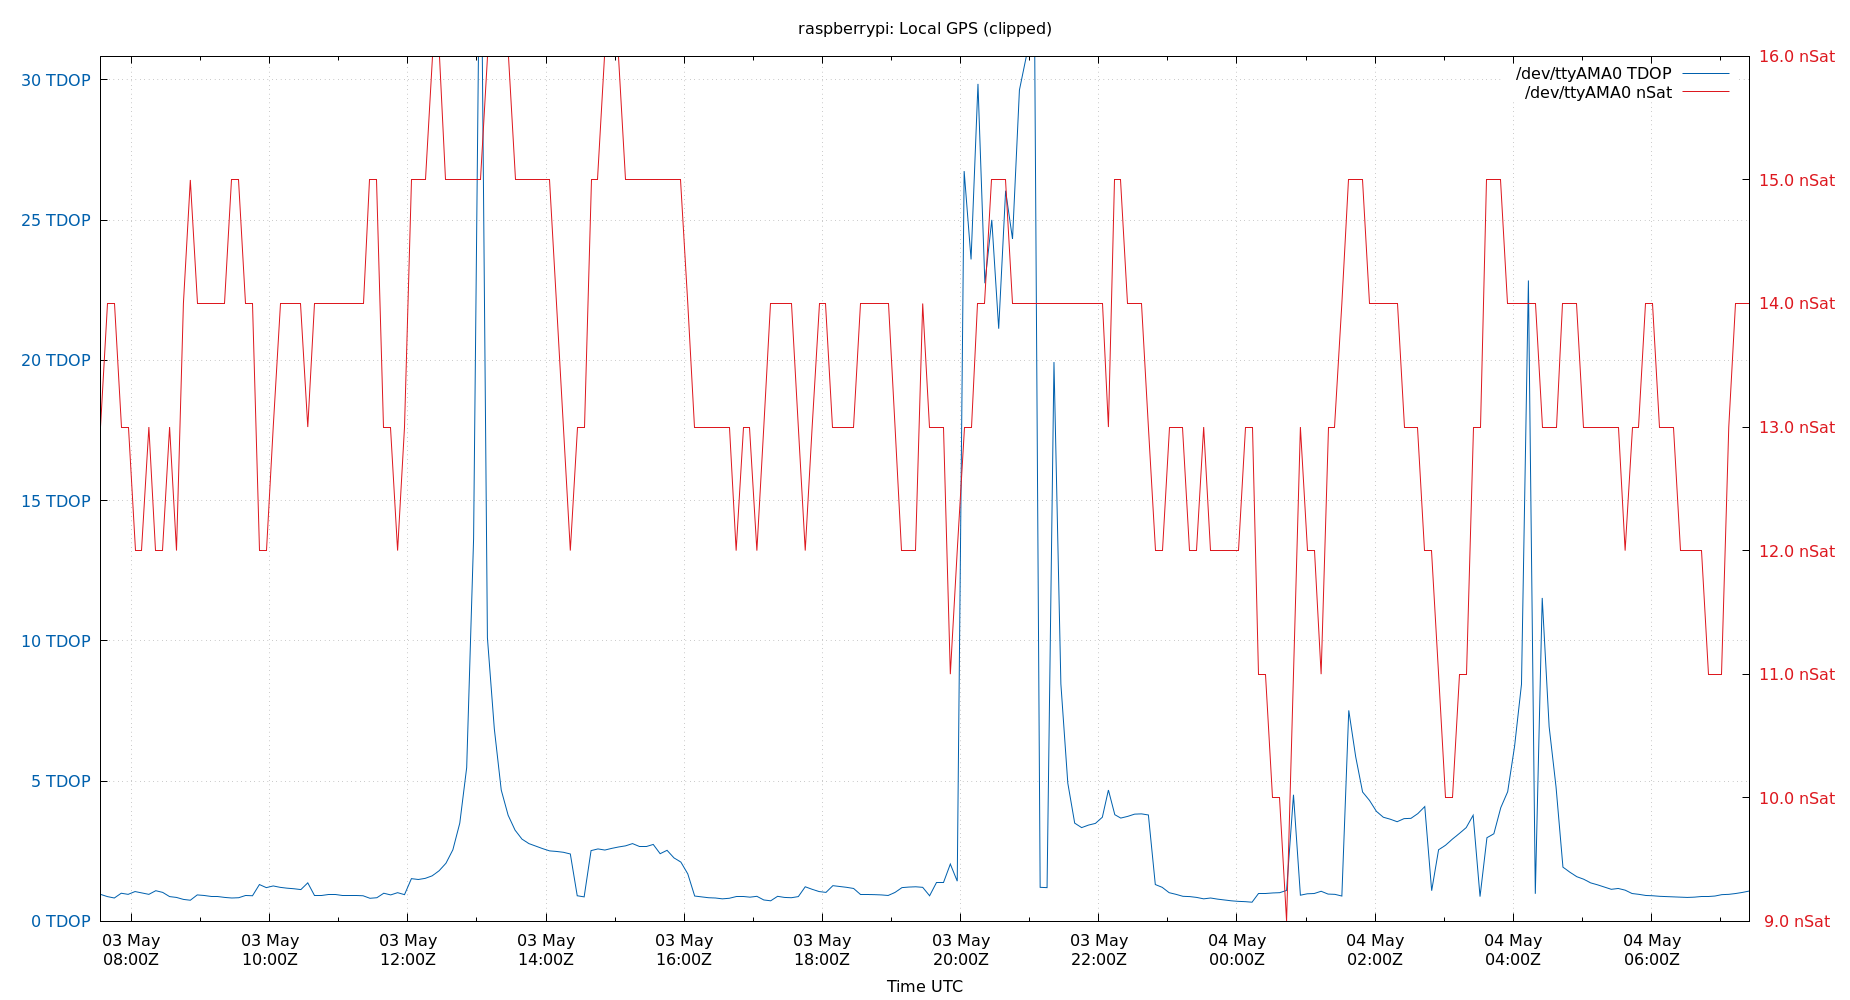 raspberrypi: Local GPS (clipped)
/dev/ttyAMA0 TDOP
/dev/ttyAMA0 nSat
30 TDOP
25 TDOP
20 TDOP
15 TDOP
10 TDOP
5 TDOP
0 TDOP
16.0 nSat
15.0 nSat
14.0 nSat
13.0 nSat
12.0 nSat
11.0 nSat
10.0 nSat
9.0 nSat
03 May
08:00Z
03 May
10:00Z
03 May
12:00Z
03 May
14:00Z
03 May
16:00Z
03 May
18:00Z
03 May
20:00Z
03 May
22:00Z
04 May
00:00Z
04 May
02:00Z
04 May
04:00Z
04 May
06:00Z
Time UTC